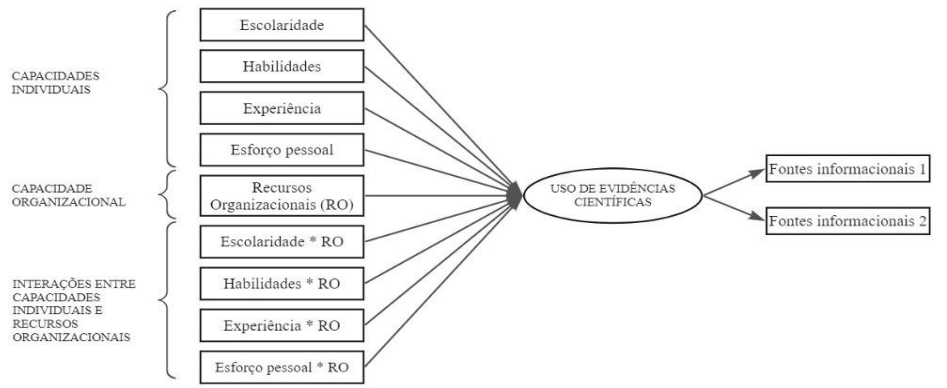 CAPACIDADES
INDIVIDUAIS
Escolaridade
Habilidades
Experiência
Esforço pessoal
CAPACIDADE
ORGANIZACIONAL
Recursos
Organizacionais (RO)
INTERAÇÕES ENTRE
CAPACIDADES
INDIVIDUAIS E
RECURSOS
ORGANIZACIONAIS
Escolaridade * RO
Habilidades * RO
Experiência * RO
Esforço pessoal * RO
USO DE EVIDÊNCIAS
CIENTÍFICAS
Fontes informacionais 1
Fontes informacionais 2